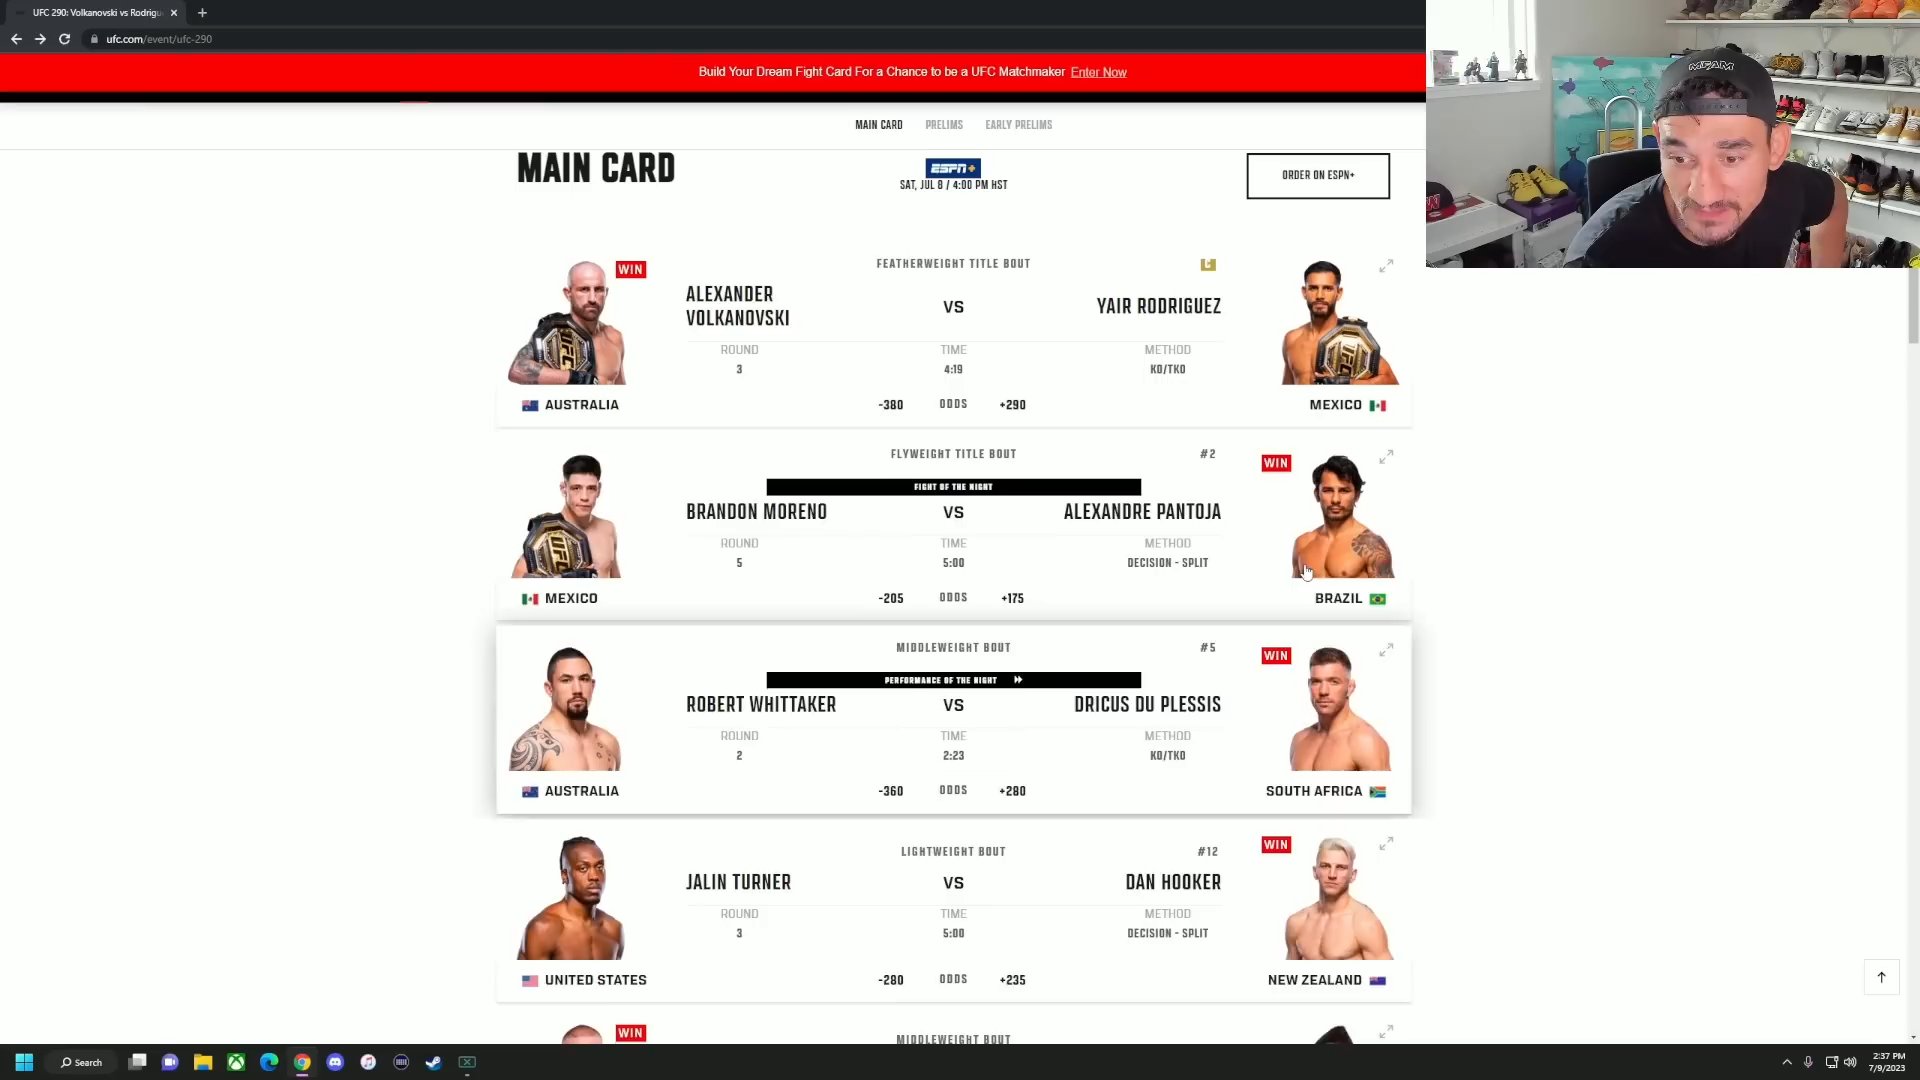 UFC 290: Volkanovski vs Rodrigu
ufc.com/event/ufc-290
Build Your Dream Fight Card For a Chance to be a UFC Matchmaker Enter Now
MFAM
MAIN CARD PRELIMS EARLY PRELIMS
MAIN CARD
ESPN+
SAT, JUL 8 / 4:00 PM HST
ORDER ON ESPN+
WIN
FEATHERWEIGHT TITLE BOUT
C
ALEXANDER
VOLKANOVSKI
VS
YAIR RODRIGUEZ
ROUND TIME METHOD
3 4:19 KO/TKO
AUSTRALIA -380 ODDS +290 MEXICO
FLYWEIGHT TITLE BOUT #2
WIN
FIGHT OF THE NIGHT
BRANDON MORENO VS ALEXANDRE PANTOJA
ROUND TIME METHOD
5 5:00 DECISION - SPLIT
MEXICO -205 ODDS +175 BRAZIL
MIDDLEWEIGHT BOUT #5
WIN
PERFORMANCE OF THE NIGHT
ROBERT WHITTAKER VS DRICUS DU PLESSIS
ROUND TIME METHOD
2 2:23 KO/TKO
AUSTRALIA -360 ODDS +280 SOUTH AFRICA
LIGHTWEIGHT BOUT #12
WIN
JALIN TURNER VS DAN HOOKER
ROUND TIME METHOD
3 5:00 DECISION - SPLIT
UNITED STATES -280 ODDS +235 NEW ZEALAND
WIN
MIDDLEWEIGHT BOUT
Search
2:37 PM
7/9/2023